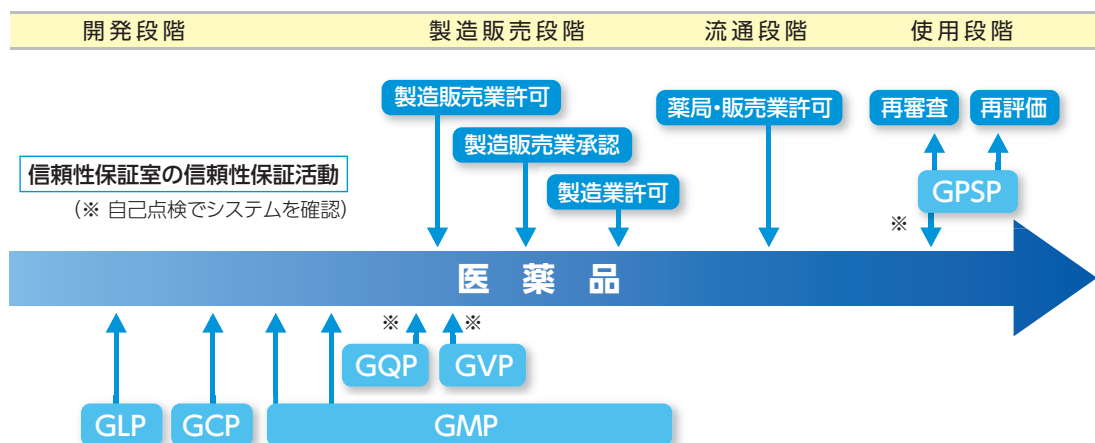 開発段階
製造販売段階
流通段階
使用段階
製造販売業許可
薬局・販売業許可
再審査
再評価
製造販売業承認
信頼性保証室の信頼性保証活動
製造業許可
GPSP
(※ 自己点検でシステムを確認)
※
医薬品
※
※
GQP
GVP
GLP
GCP
GMP